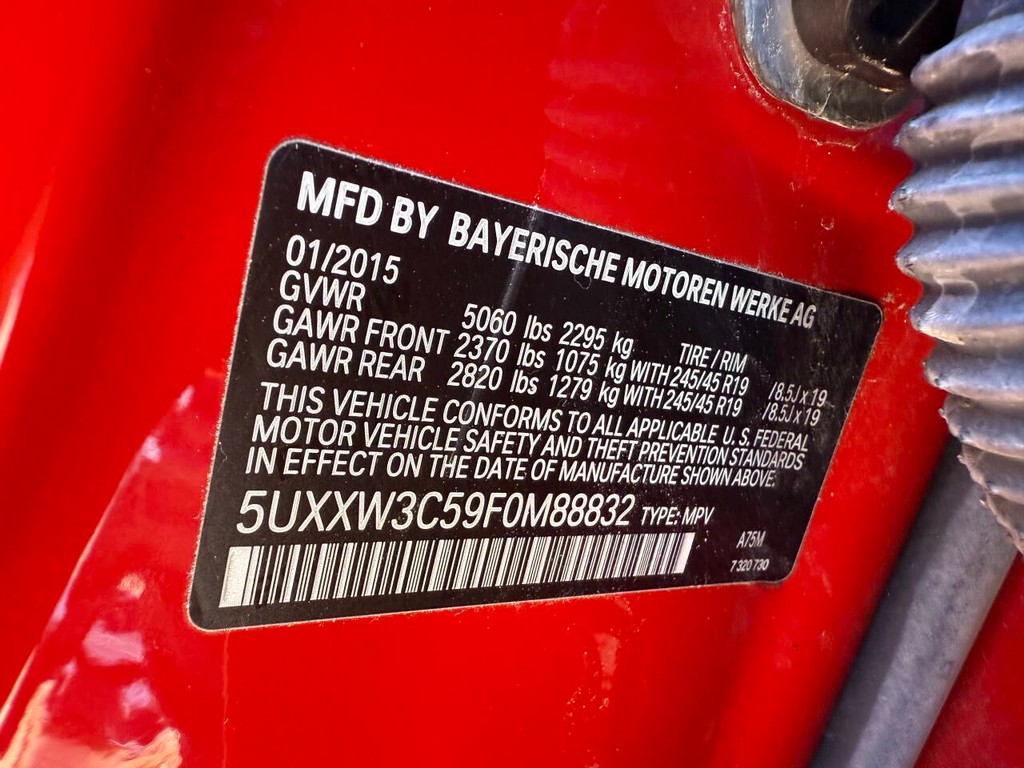 MFD BY BAYERISCHE MOTOREN WERKE AG
01/2015
GVWR 5060 lbs 2295 kg TIRE / RIM
GAWR FRONT 2370 lbs 1075 kg WITH 245/45 R19 /8.5J x 19
GAWR REAR 2820 lbs 1279 kg WITH 245/45 R19 /8.5J x 19
THIS VEHICLE CONFORMS TO ALL APPLICABLE U.S. FEDERAL
MOTOR VEHICLE SAFETY AND THEFT PREVENTION STANDARDS
IN EFFECT ON THE DATE OF MANUFACTURE SHOWN ABOVE.
5UXXW3C59F0M88832 TYPE: MPV
A75M
7 320 730